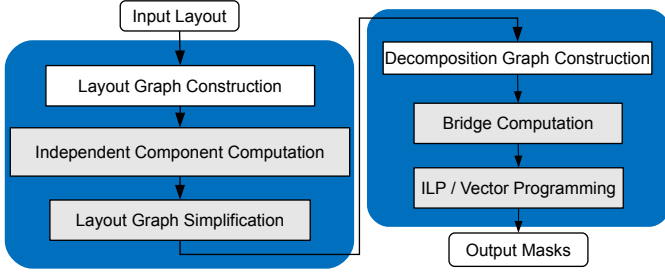 Input Layout
Layout Graph Construction
Independent Component Computation
Layout Graph Simplification
Decomposition Graph Construction
Bridge Computation
ILP / Vector Programming
Output Masks